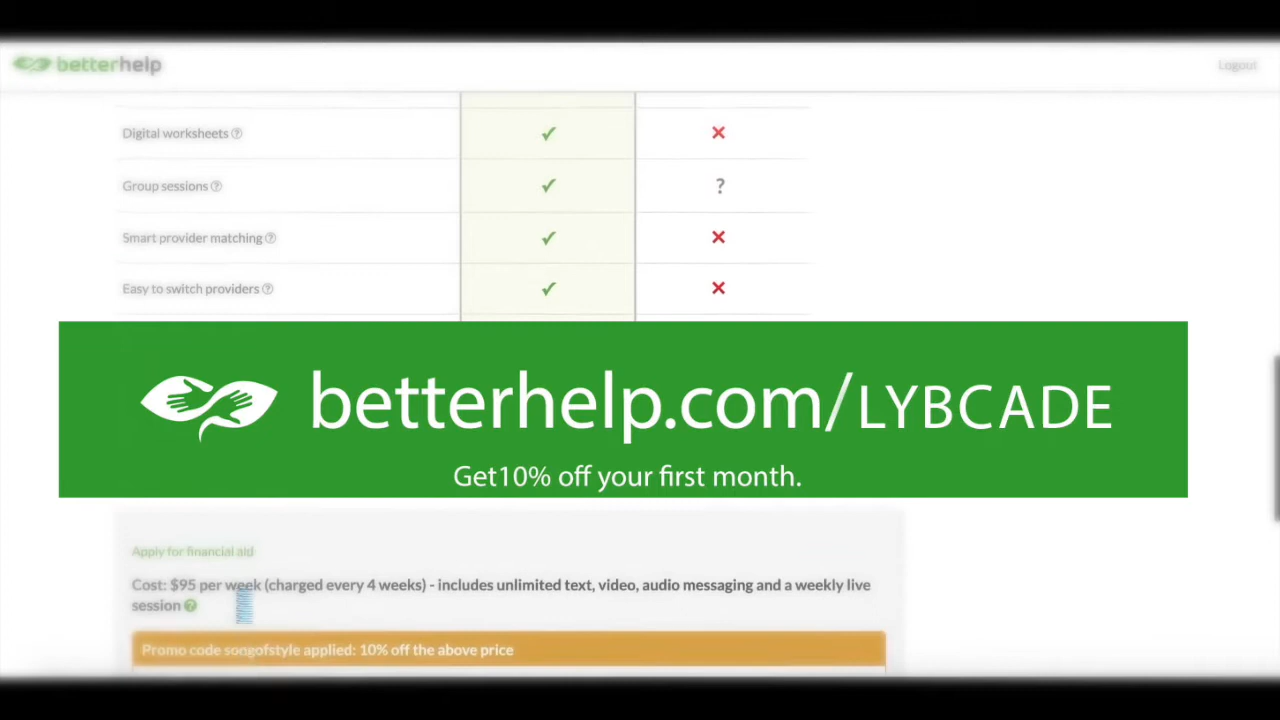 betterhelp
Logout
Digital worksheets ?
Group sessions ?
?
Smart provider matching ?
Easy to switch providers ?
betterhelp.com/LYBCADE
Get10% off your first month.
Apply for financial aid
Cost: $95 per week (charged every 4 weeks) - includes unlimited text, video, audio messaging and a weekly live
session ?
Promo code songofstyle applied: 10% off the above price